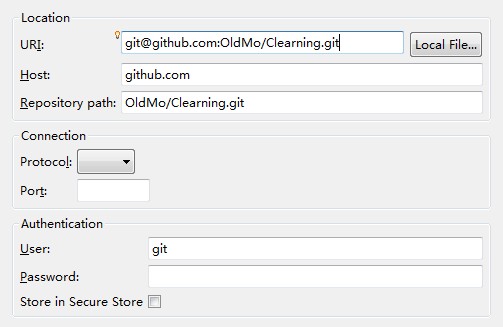 Location
URI: git@github.com:OldMo/Clearning.git Local File...
Host: github.com
Repository path: OldMo/Clearning.git
Connection
Protocol:
Port:
Authentication
User: git
Password:
Store in Secure Store